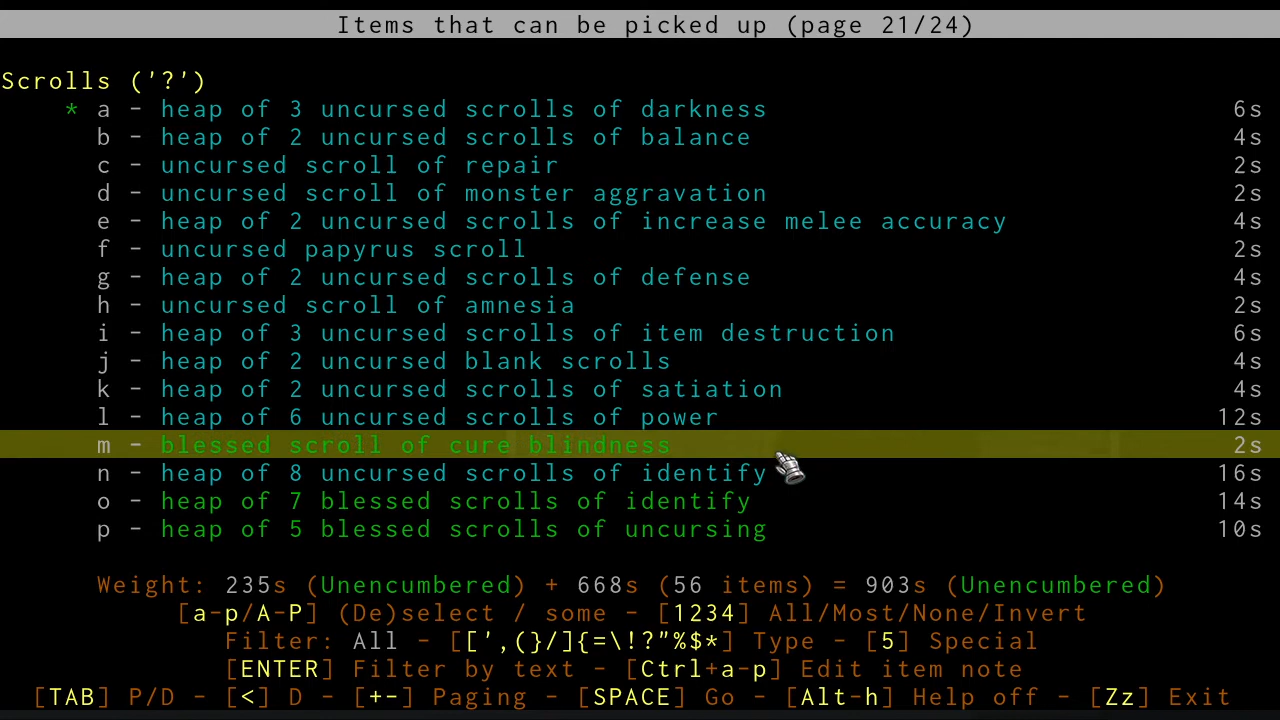 Items that can be picked up (page 21/24)
Scrolls ('?')
* a - heap of 3 uncursed scrolls of darkness 6s
b - heap of 2 uncursed scrolls of balance 4s
c - uncursed scroll of repair 2s
d - uncursed scroll of monster aggravation 2s
e - heap of 2 uncursed scrolls of increase melee accuracy 4s
f - uncursed papyrus scroll 2s
g - heap of 2 uncursed scrolls of defense 4s
h - uncursed scroll of amnesia 2s
i - heap of 3 uncursed scrolls of item destruction 6s
j - heap of 2 uncursed blank scrolls 4s
k - heap of 2 uncursed scrolls of satiation 4s
l - heap of 6 uncursed scrolls of power 12s
m - blessed scroll of cure blindness 2s
n - heap of 8 uncursed scrolls of identify 16s
o - heap of 7 blessed scrolls of identify 14s
p - heap of 5 blessed scrolls of uncursing 10s
Weight: 235s (Unencumbered) + 668s (56 items) = 903s (Unencumbered)
[a-p/A-P] (De)select / some - [1234] All/Most/None/Invert
Filter: All - [[',(}/]{=\!?"%$*] Type - [5] Special
[ENTER] Filter by text - [Ctrl+a-p] Edit item note
[TAB] P/D - [<] D - [+-] Paging - [SPACE] Go - [Alt-h] Help off - [Zz] Exit